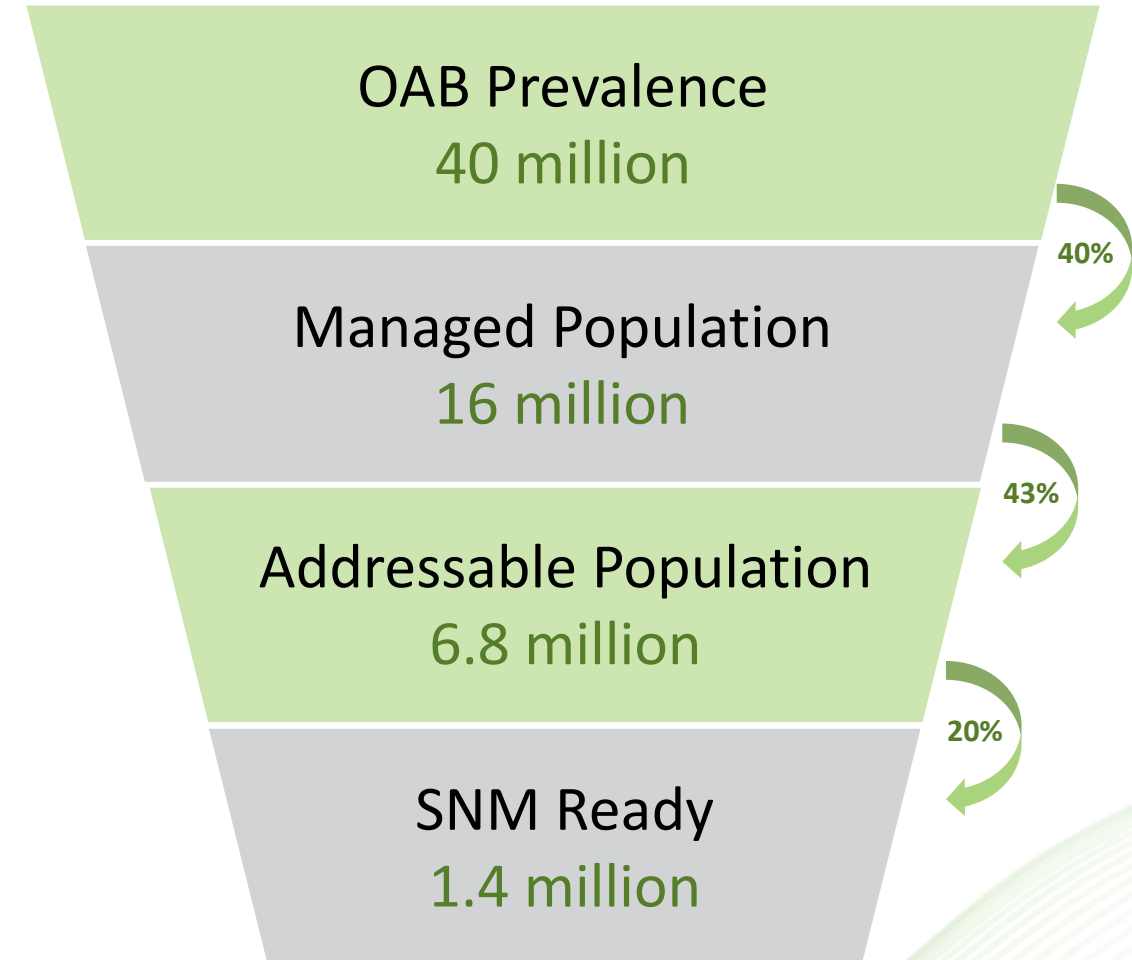 OAB Prevalence
40 million
40%
Managed Population
16 million
43%
Addressable Population
6.8 million
20%
SNM Ready
1.4 million